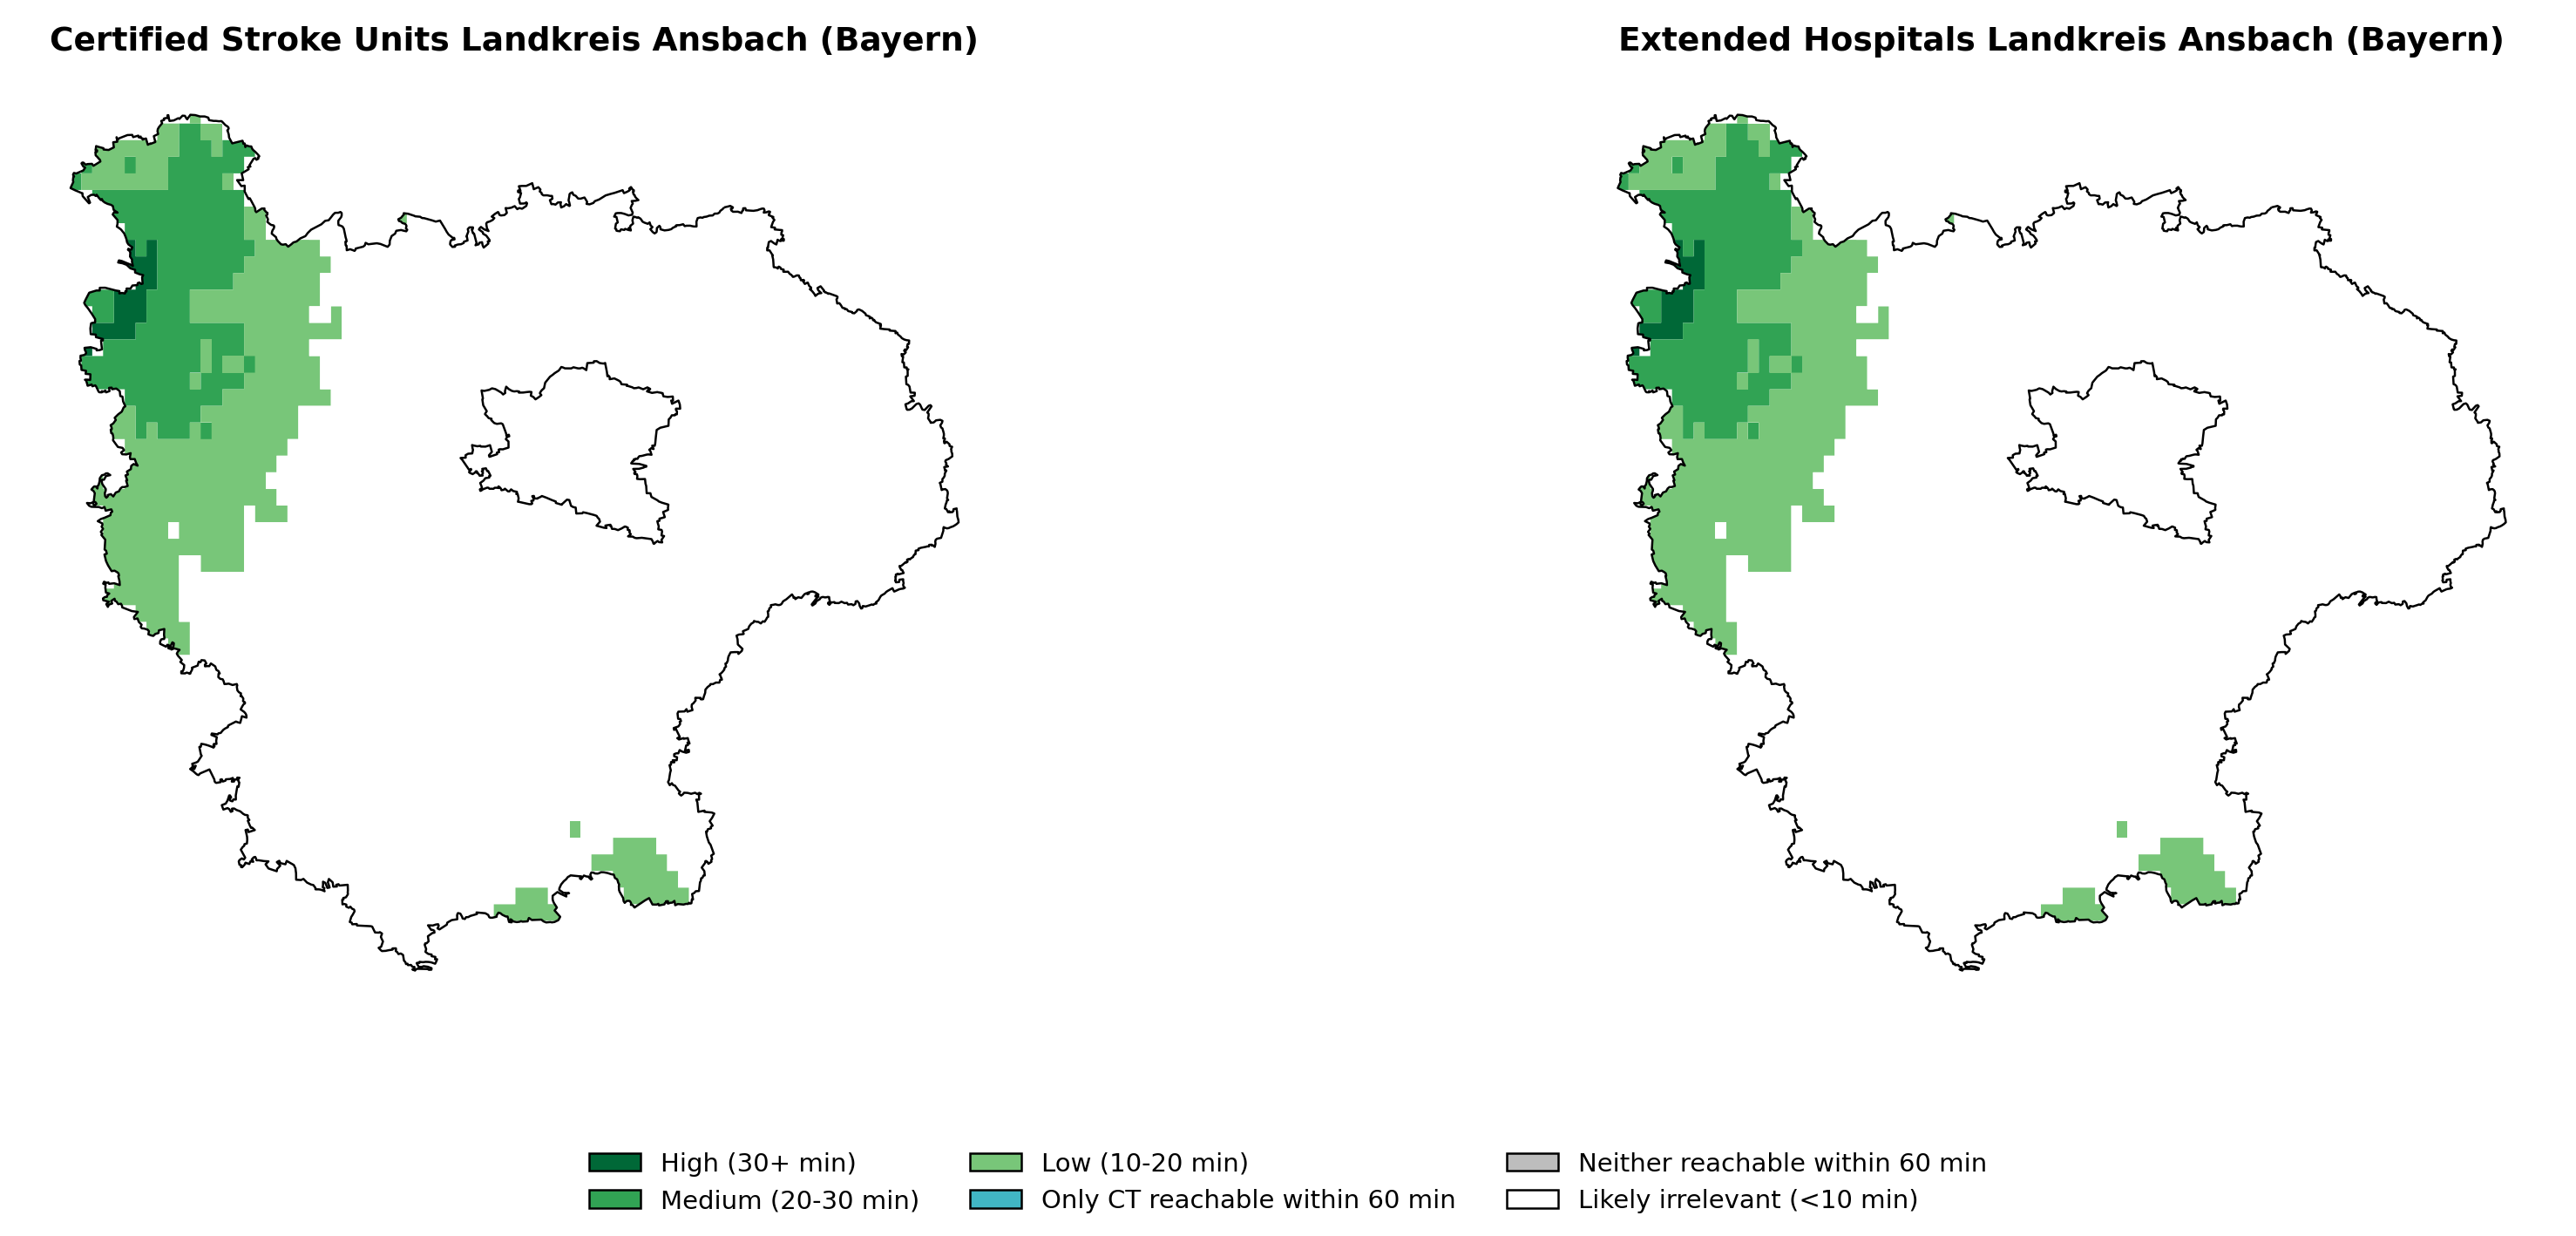 Certified Stroke Units Landkreis Ansbach (Bayern)
Extended Hospitals Landkreis Ansbach (Bayern)
High (30+ min)
Medium (20-30 min)
Low (10-20 min)
Only CT reachable within 60 min
Neither reachable within 60 min
Likely irrelevant (<10 min)